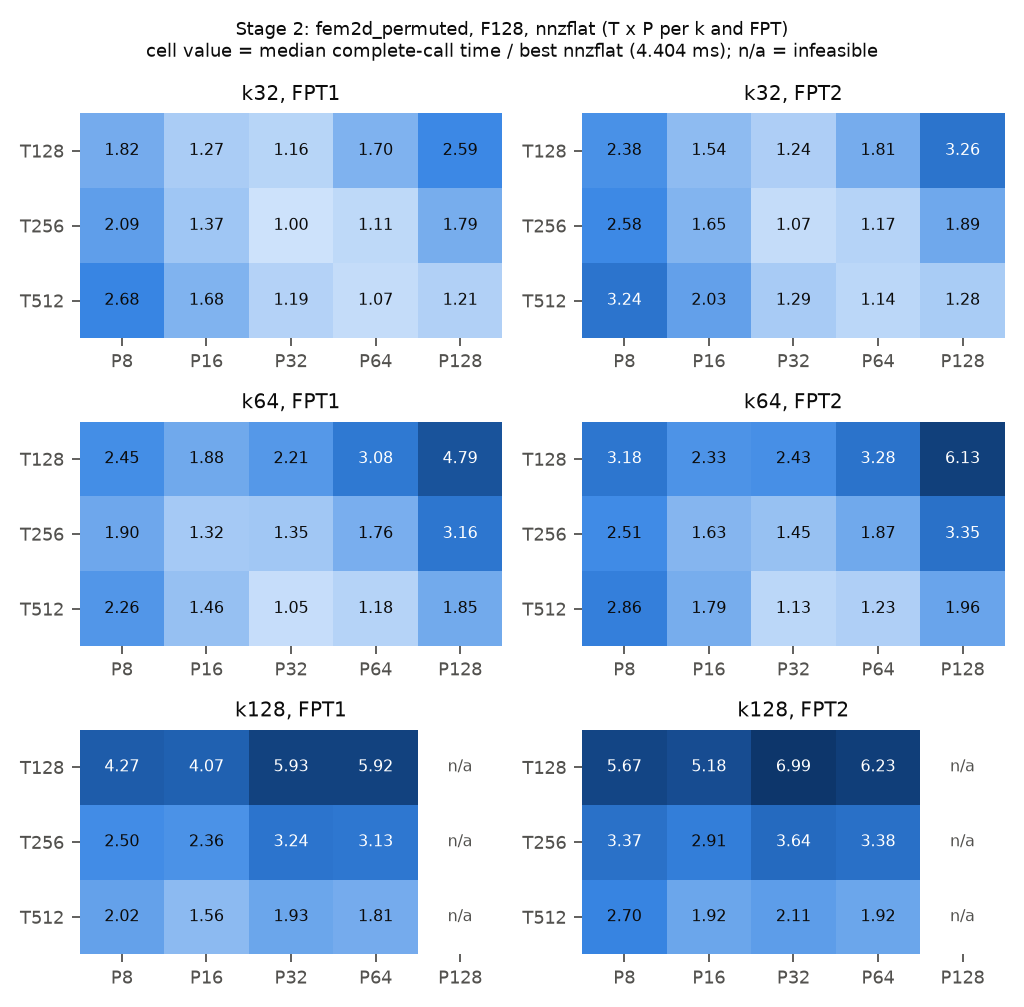 Stage 2: fem2d_permuted, F128, nnzflat (T x P per k and FPT)
cell value = median complete-call time / best nnzflat (4.404 ms); n/a = infeasible
k32, FPT1
T128 1.82 1.27 1.16 1.70 2.59
T256 2.09 1.37 1.00 1.11 1.79
T512 2.68 1.68 1.19 1.07 1.21
P8 P16 P32 P64 P128
k32, FPT2
T128 2.38 1.54 1.24 1.81 3.26
T256 2.58 1.65 1.07 1.17 1.89
T512 3.24 2.03 1.29 1.14 1.28
P8 P16 P32 P64 P128
k64, FPT1
T128 2.45 1.88 2.21 3.08 4.79
T256 1.90 1.32 1.35 1.76 3.16
T512 2.26 1.46 1.05 1.18 1.85
P8 P16 P32 P64 P128
k64, FPT2
T128 3.18 2.33 2.43 3.28 6.13
T256 2.51 1.63 1.45 1.87 3.35
T512 2.86 1.79 1.13 1.23 1.96
P8 P16 P32 P64 P128
k128, FPT1
T128 4.27 4.07 5.93 5.92 n/a
T256 2.50 2.36 3.24 3.13 n/a
T512 2.02 1.56 1.93 1.81 n/a
P8 P16 P32 P64 P128
k128, FPT2
T128 5.67 5.18 6.99 6.23 n/a
T256 3.37 2.91 3.64 3.38 n/a
T512 2.70 1.92 2.11 1.92 n/a
P8 P16 P32 P64 P128